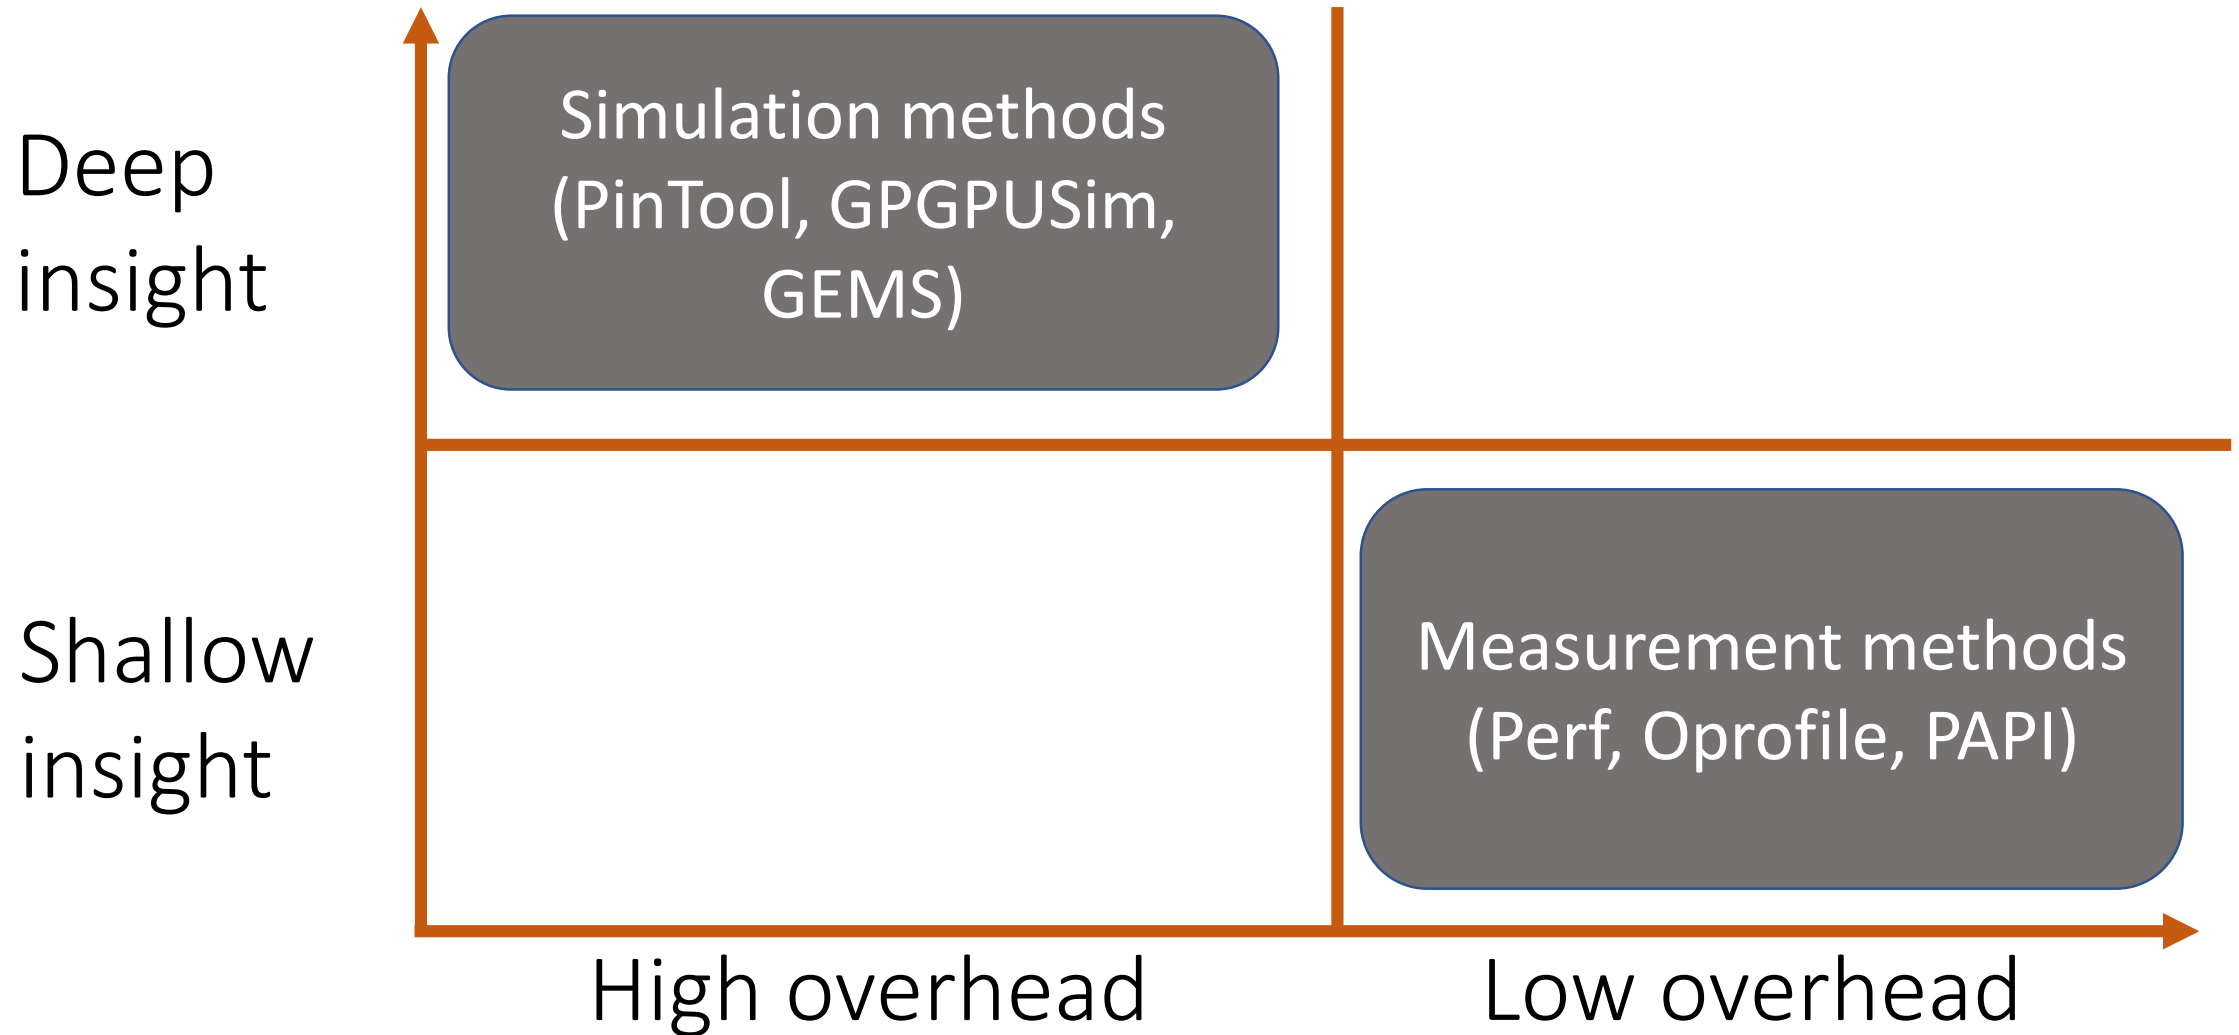 Deep
insight
Simulation methods
(PinTool, GPGPUSim,
GEMS)
Shallow
insight
Measurement methods
(Perf, Oprofile, PAPI)
High overhead
Low overhead